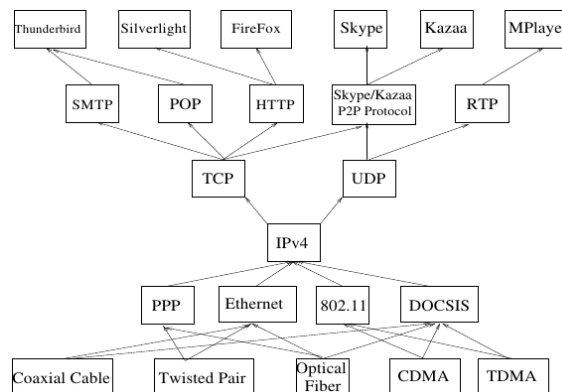 Thunderbird
Silverlight
FireFox
Skype
Kazaa
MPlaye
SMTP
POP
HTTP
Skype/Kazaa
P2P Protocol
RTP
TCP
UDP
IPv4
PPP
Ethernet
802.11
DOCSIS
Coaxial Cable
Twisted Pair
Optical
Fiber
CDMA
TDMA